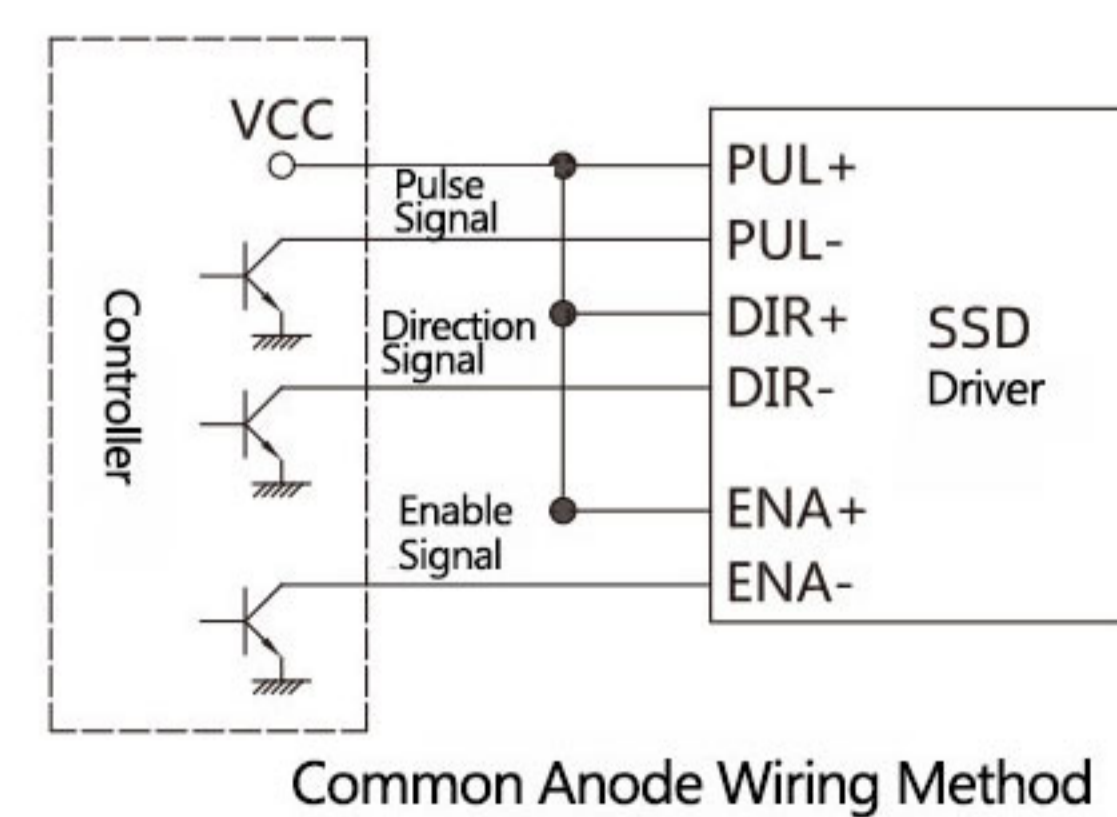 VCC
Pulse
Signal
Direction
Signal
Enable
Signal
Controller
PUL+
PUL-
DIR+
DIR-
ENA+
ENA-
SSD
Driver
Common Anode Wiring Method